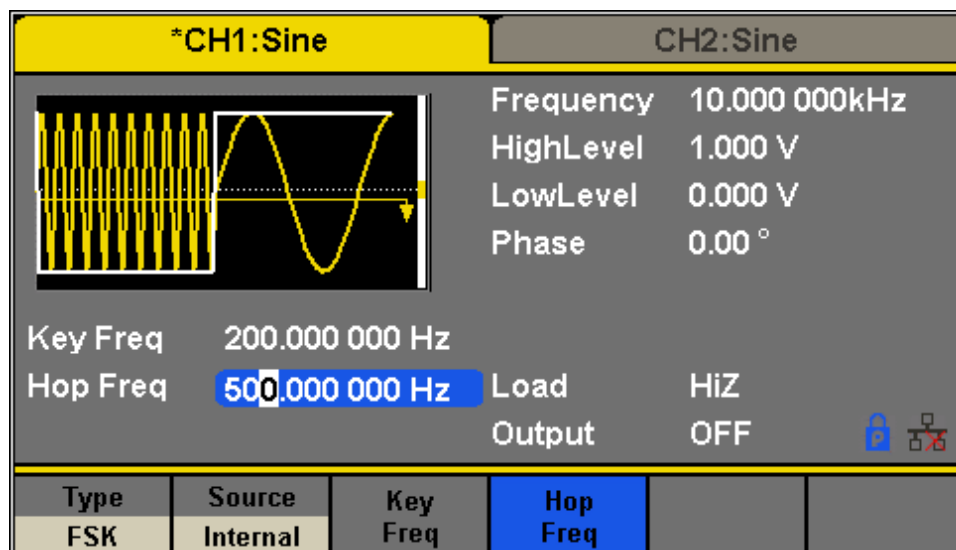 *CH1:Sine
CH2:Sine
Frequency 10.000 000kHz
HighLevel 1.000 V
LowLevel 0.000 V
Phase 0.00 °
Key Freq 200.000 000 Hz
Hop Freq 500.000 000 Hz
Load HiZ
Output OFF
P
Type
FSK
Source
Internal
Key
Freq
Hop
Freq